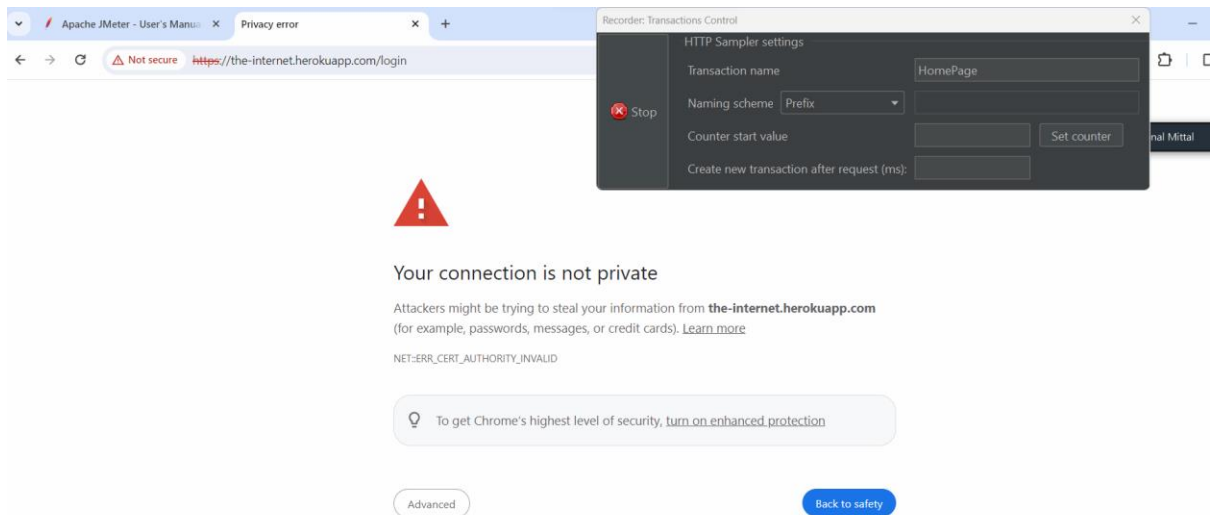 Apache JMeter - User's Manua
Privacy error
Recorder: Transactions Control
Not secure https://the-internet.herokuapp.com/login
HTTP Sampler settings
Transaction name HomePage
Stop
Naming scheme Prefix
Counter start value Set counter
Create new transaction after request (ms):
nal Mittal
Your connection is not private
Attackers might be trying to steal your information from the-internet.herokuapp.com
(for example, passwords, messages, or credit cards). Learn more
NET::ERR_CERT_AUTHORITY_INVALID
To get Chrome's highest level of security, turn on enhanced protection
Advanced
Back to safety